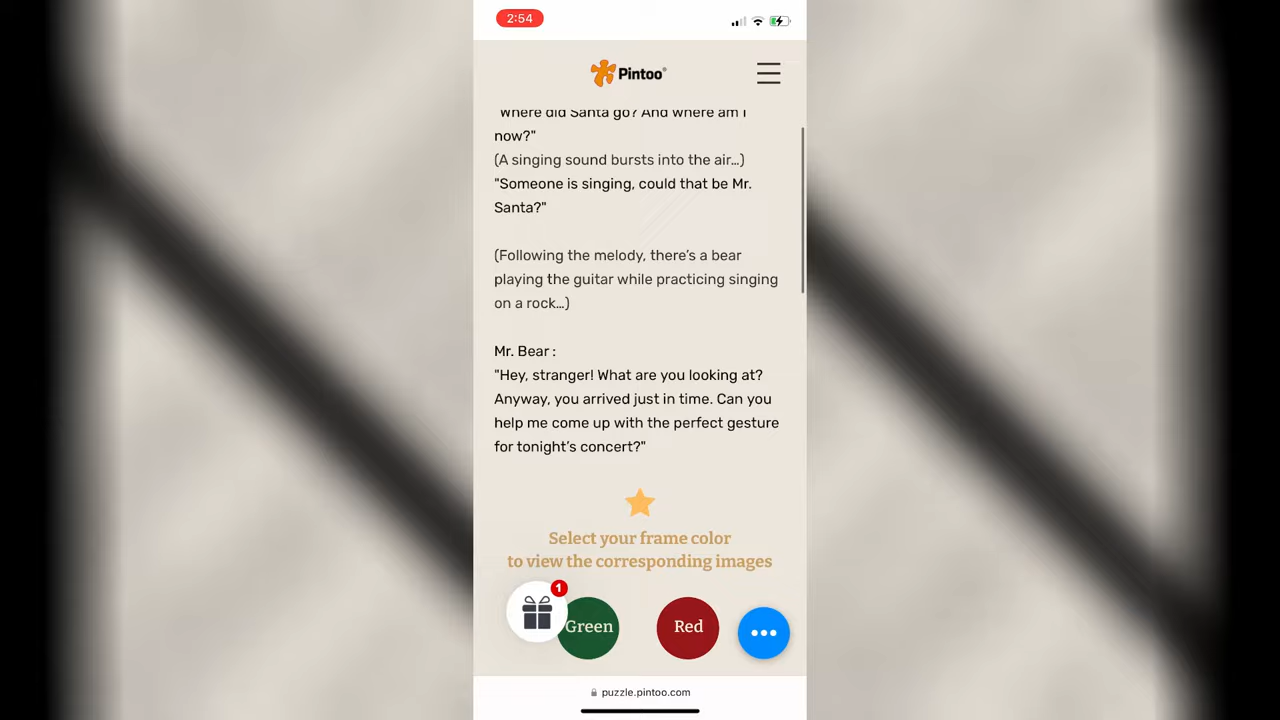 2:54
Pintoo®
"Where did Santa go? And where am I
now?"
(A singing sound bursts into the air…)
"Someone is singing, could that be Mr.
Santa?"
(Following the melody, there’s a bear
playing the guitar while practicing singing
on a rock…)
Mr. Bear :
"Hey, stranger! What are you looking at?
Anyway, you arrived just in time. Can you
help me come up with the perfect gesture
for tonight’s concert?"
Select your frame color
to view the corresponding images
1
Green
Red
puzzle.pintoo.com